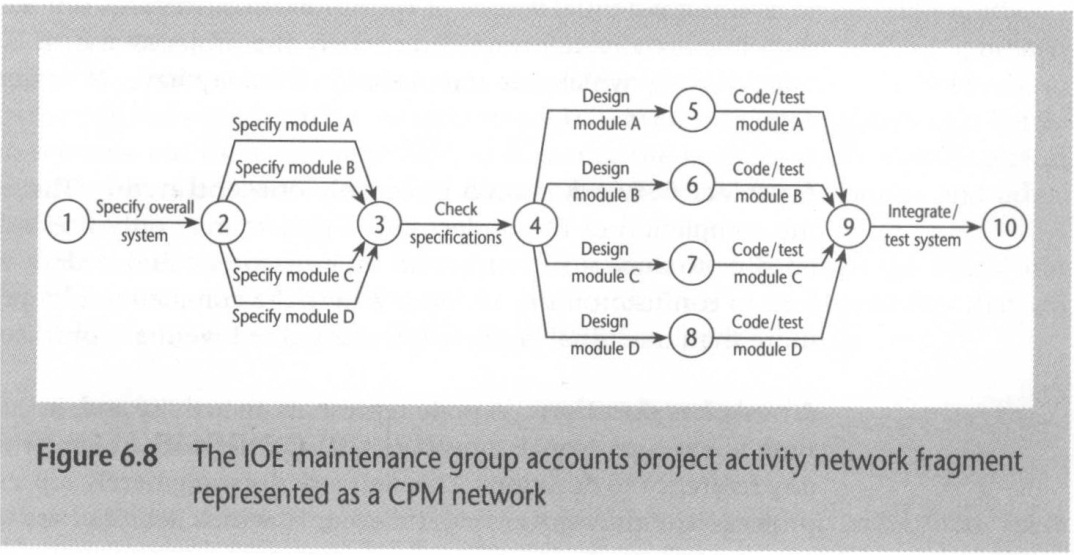 Specify module A
Specify module B
1
Specify overall
system
2
Specify module C
Specify module D
3
Check
specifications
4
Design
module A
5
Code/test
module A
Design
module B
6
Code/test
module B
Design
module C
7
Code/test
module C
Design
module D
8
Code/test
module D
9
Integrate/
test system
10
Figure 6.8 The IOE maintenance group accounts project activity network fragment
represented as a CPM network